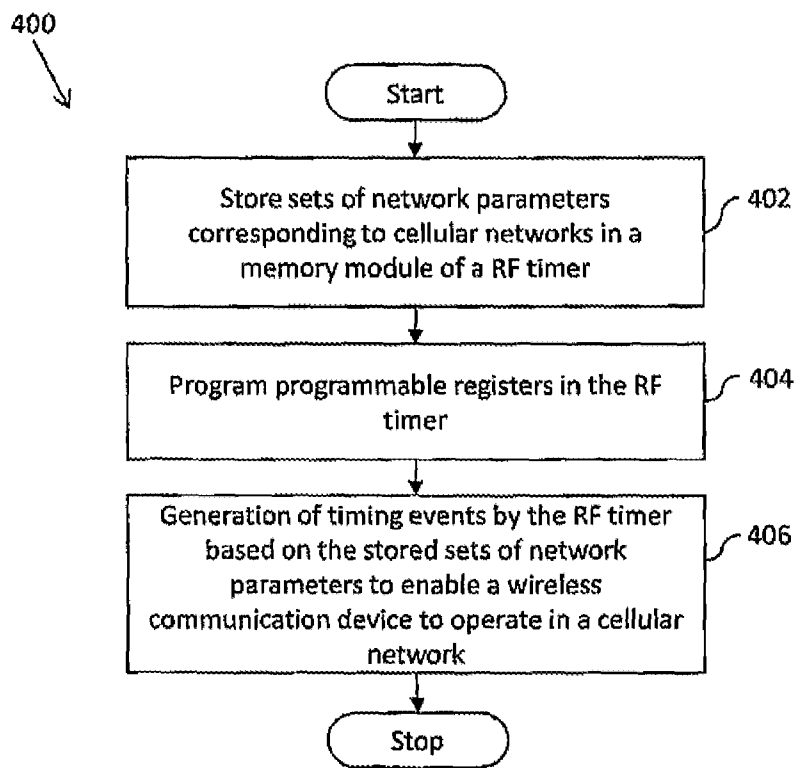 400
Start
Store sets of network parameters
corresponding to cellular networks in a
memory module of a RF timer
402
Program programmable registers in the RF
timer
404
Generation of timing events by the RF timer
based on the stored sets of network
parameters to enable a wireless
communication device to operate in a cellular
network
406
Stop